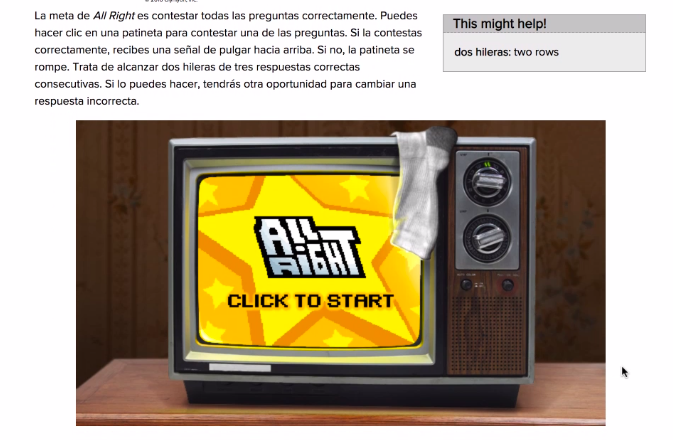 La meta de All Right es contestar todas las preguntas correctamente. Puedes
hacer clic en una patineta para contestar una de las preguntas. Si la contestas
correctamente, recibes una señal de pulgar hacia arriba. Si no, la patineta se
rompe. Trata de alcanzar dos hileras de tres respuestas correctas
consecutivas. Si lo puedes hacer, tendrás otra oportunidad para cambiar una
respuesta incorrecta.
This might help!
dos hileras: two rows
ALL
RIGHT
CLICK TO START